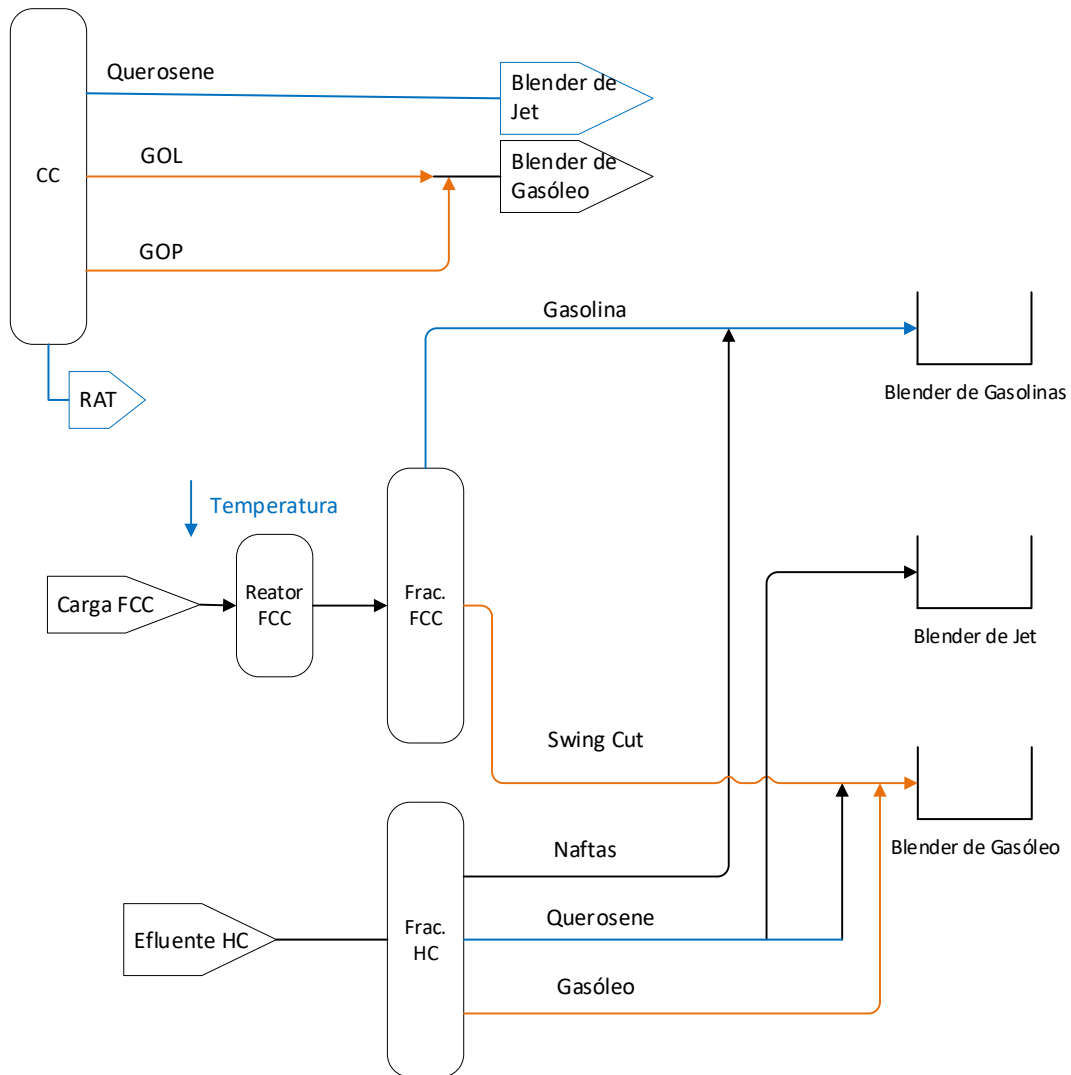 Querosene
Blender de
Jet
GOL
Blender de
Gasóleo
CC
GOP
Gasolina
RAT
Blender de Gasolinas
Temperatura
Carga FCC
Reator
FCC
Frac.
FCC
Blender de Jet
Swing Cut
Naftas
Blender de Gasóleo
Querosene
Efluente HC
Frac.
HC
Gasóleo